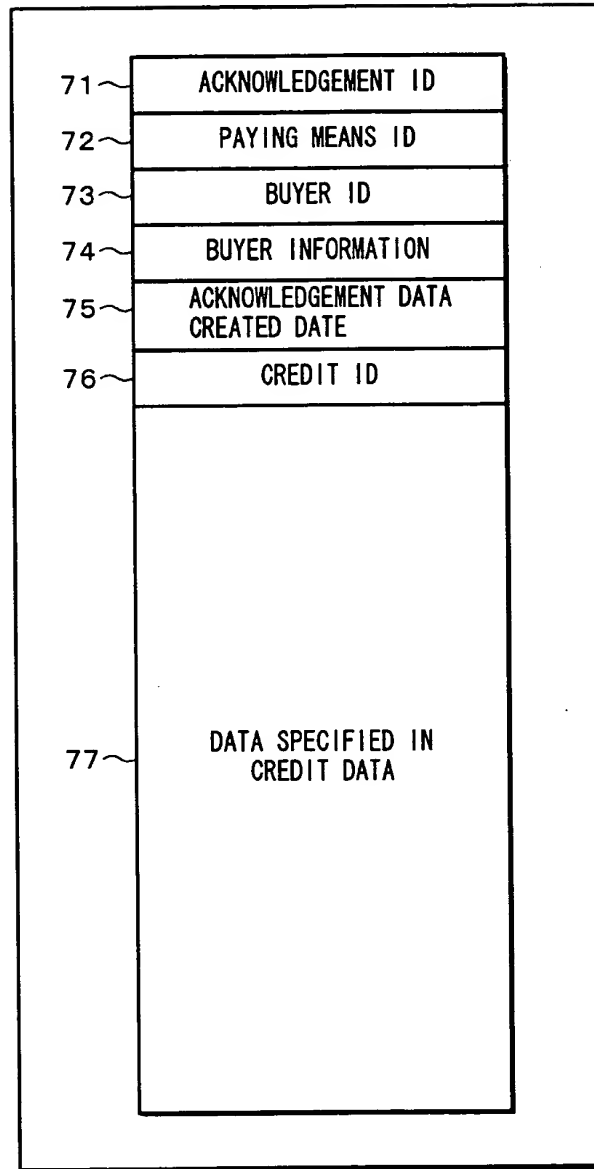 71 ACKNOWLEDGEMENT ID
72 PAYING MEANS ID
73 BUYER ID
74 BUYER INFORMATION
75 ACKNOWLEDGEMENT DATA
CREATED DATE
76 CREDIT ID
77 DATA SPECIFIED IN
CREDIT DATA